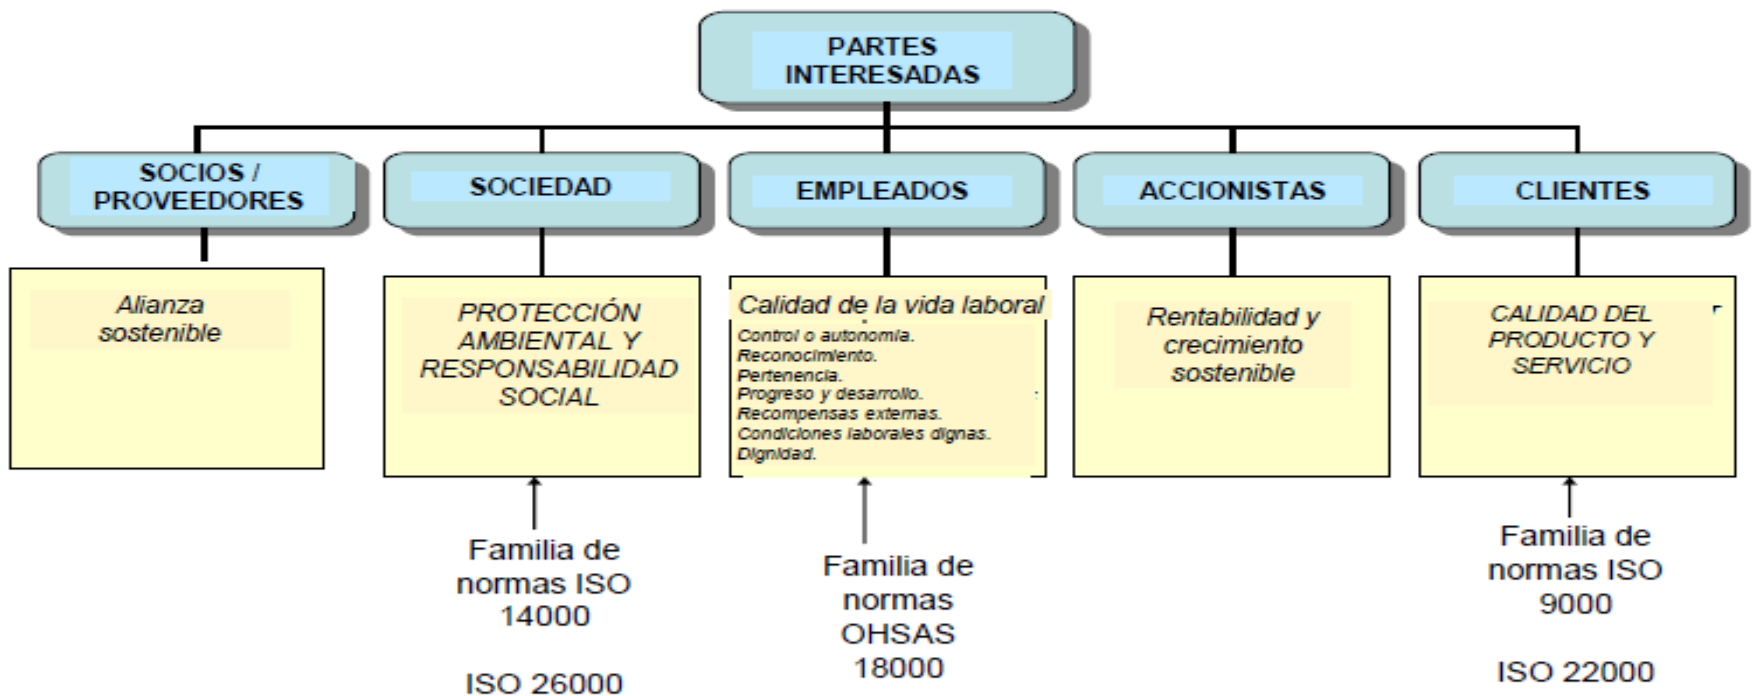 PARTES
INTERESADAS
SOCIOS /
PROVEEDORES
SOCIEDAD
EMPLEADOS
ACCIONISTAS
CLIENTES
Alianza
sostenible
PROTECCIÓN
AMBIENTAL Y
RESPONSABILIDAD
SOCIAL
Calidad de la vida laboral
Control o autonomía.
Reconocimiento.
Pertenencia.
Progreso y desarrollo.
Recompensas externas.
Condiciones laborales dignas.
Dignidad.
Rentabilidad y
crecimiento
sostenible
CALIDAD DEL
PRODUCTO Y
SERVICIO
Familia de
normas ISO
14000
ISO 26000
Familia de
normas
OHSAS
18000
Familia de
normas ISO
9000
ISO 22000